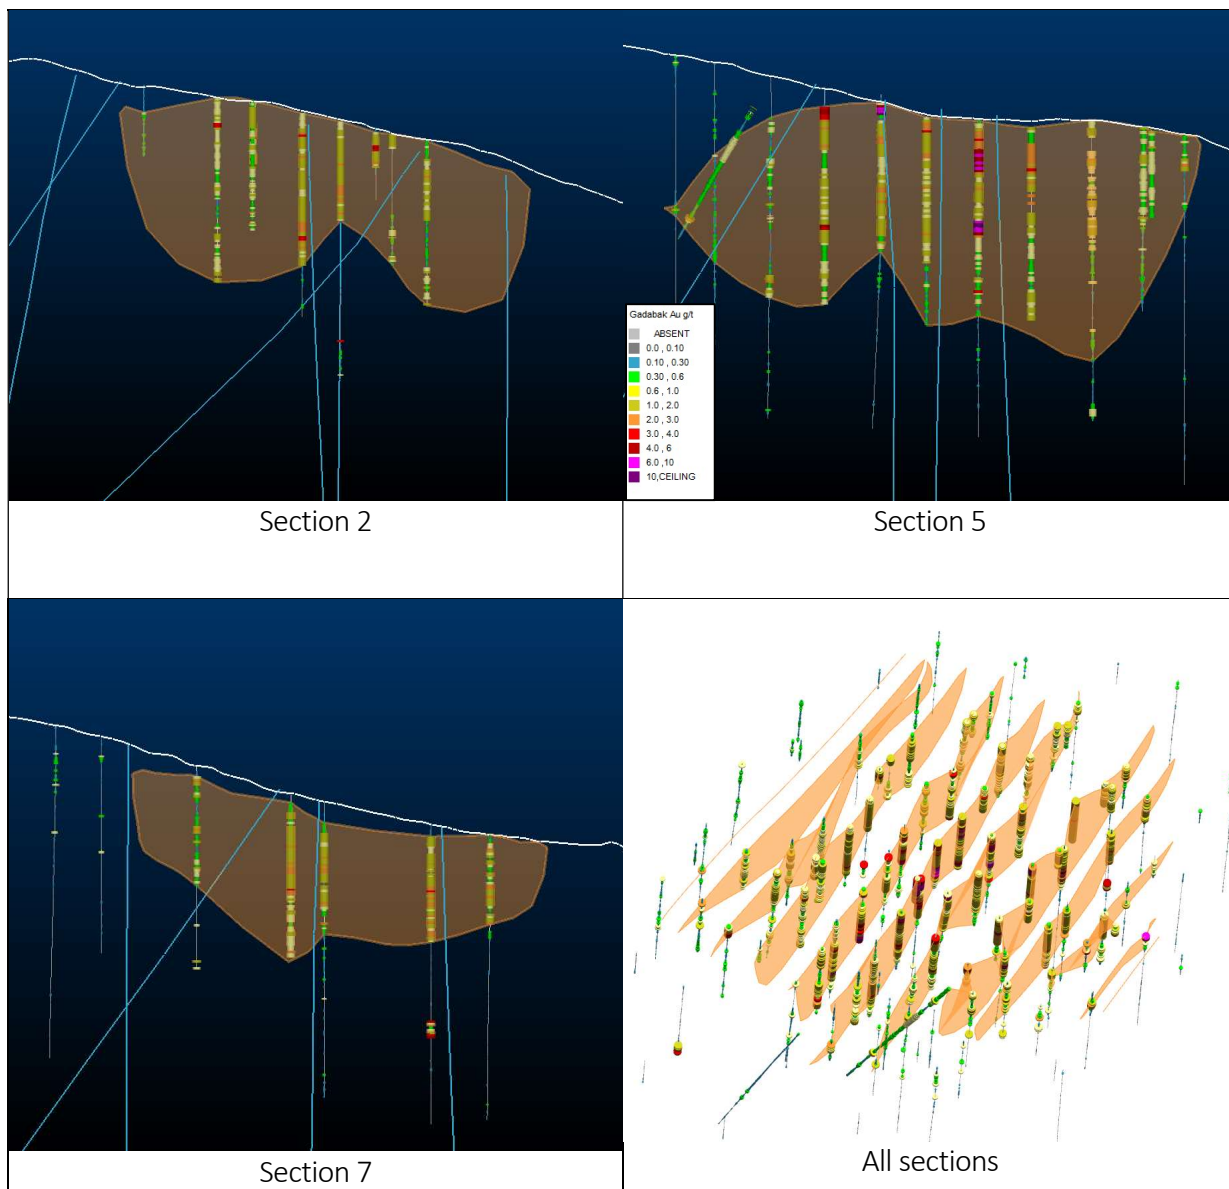 Gadabak Au g/t
ABSENT
0.0 , 0.10
0.10 , 0.30
0.30 , 0.6
0.6 , 1.0
1.0 , 2.0
2.0 , 3.0
3.0 , 4.0
4.0 , 6
6.0 ,10
10,CEILING
Section 2
Section 5
Section 7
All sections